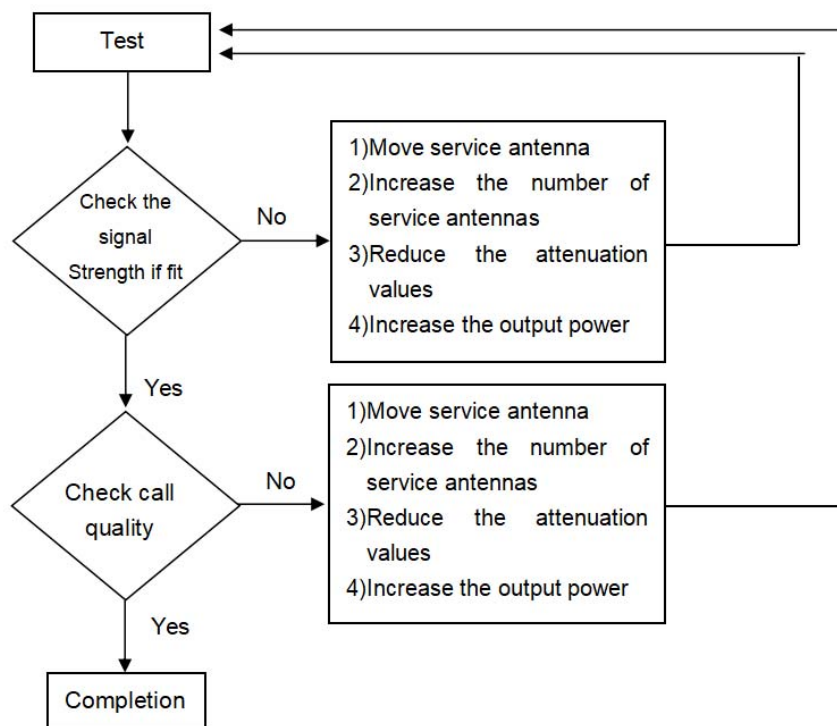 Test
Check the
signal
Strength if fit
No
1)Move service antenna
2)Increase the number of
service antennas
3)Reduce the attenuation
values
4)Increase the output power
Yes
Check call
quality
No
1)Move service antenna
2)Increase the number of
service antennas
3)Reduce the attenuation
values
4)Increase the output power
Yes
Completion